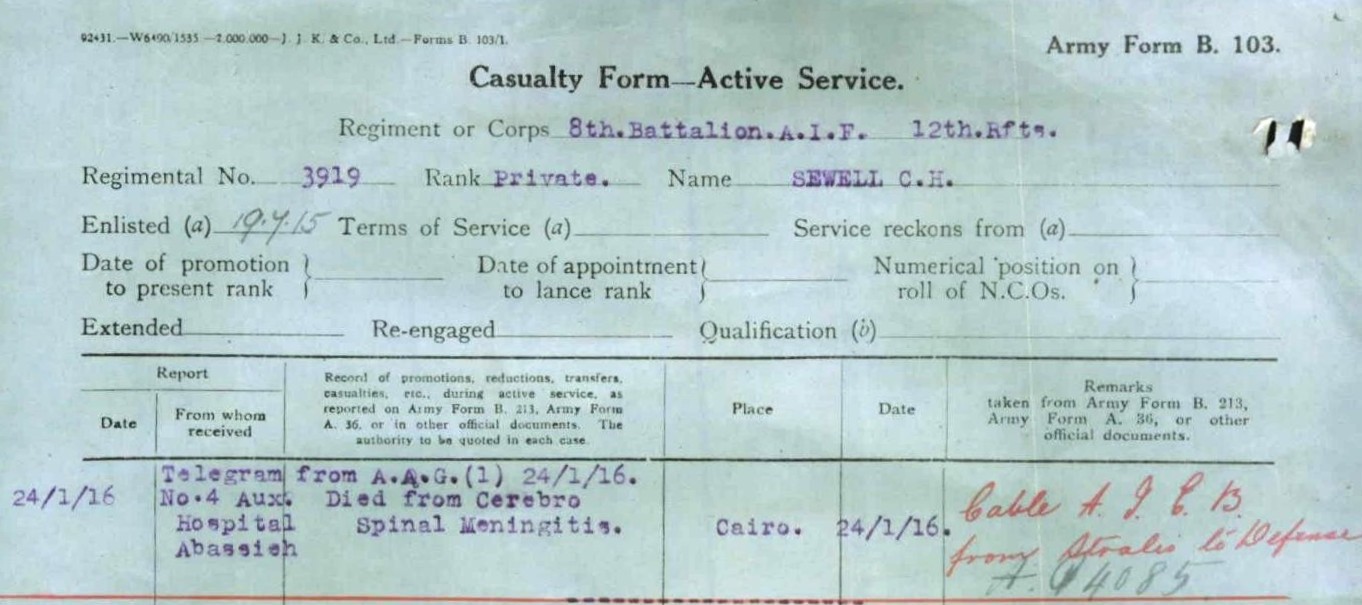 92431.—W6490/1535.—2,000,000—J. J. K. & Co., Ltd.—Forms B. 103/1.
Army Form B. 103.
Casualty Form—Active Service.
Regiment or Corps 8th.Battalion.A.I.F. 12th.Rfts.
Regimental No. 3919 Rank Private. Name SEWELL C.H.
Enlisted (a) 19.7.15 Terms of Service (a) Service reckons from (a)
Date of promotion to present rank } Date of appointment to lance rank } Numerical position on roll of N.C.Os. }
Extended Re-engaged Qualification (b)
Report
Date
From whom
received
Record of promotions, reductions, transfers,
casualties, etc., during active service, as
reported on Army Form B. 213, Army Form
A. 36, or in other official documents. The
authority to be quoted in each case.
Place
Date
Remarks
taken from Army Form B. 213,
Army Form A. 36, or other
official documents.
Telegram from A.A.G.(1) 24/1/16.
24/1/16 No.4 Aux. Died from Cerebro
Hospital Spinal Meningitis. Cairo. 24/1/16.
Abassieh
Cable A. I. C. B
from Stralis to Defense
4085